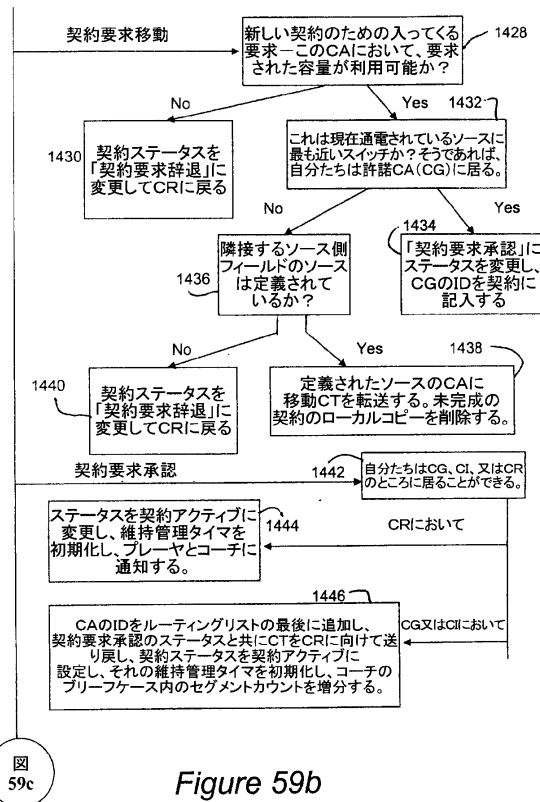 契約要求移動
新しい契約のための入ってくる
要求－このCAにおいて、要求
された容量が利用可能か？
1428
No
Yes
1432
1430
契約ステータスを
「契約要求辞退」に
変更してCRに戻る
これは現在通電されているソースに
最も近いスイッチか？そうであれば、
自分たちは許諾CA(CG)に居る。
No
Yes
1434
1436
隣接するソース側
フィールドのソース
は定義されて
いるか？
「契約要求承認」に
ステータスを変更し、
CGのIDを契約に
記入する
No
Yes
1438
1440
契約ステータスを
「契約要求辞退」に
変更してCRに戻る
定義されたソースのCAに
移動CTを転送する。未完成の
契約のローカルコピーを削除する。
契約要求承認
1442
自分たちはCG、CI、又はCR
のところに居ることができる。
ステータスを契約アクティブに
変更し、維持管理タイマを
初期化し、プレーヤとコーチに
通知する。
1444
CRにおいて
1446
CAのIDをルーティングリストの最後に追加し、
契約要求承認のステータスと共にCTをCRに向けて送
り戻し、契約ステータスを契約アクティブに
設定し、それの維持管理タイマを初期化し、コーチの
ブリーフケース内のセグメントカウントを増分する。
CG又はCIにおいて
図
59c
Figure 59b